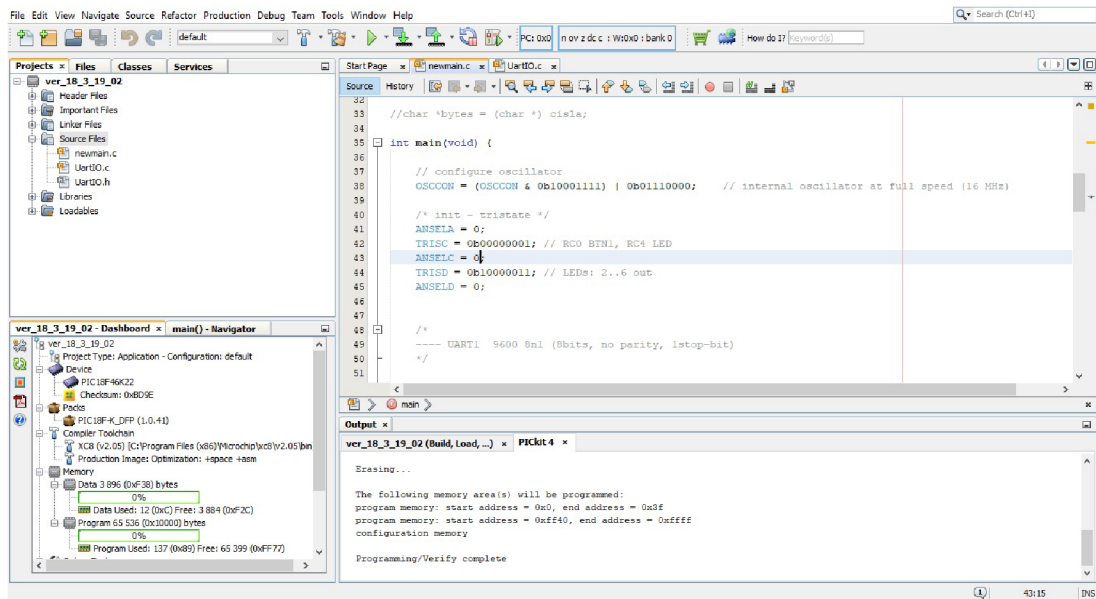 File Edit View Navigate Source Refactor Production Debug Team Tools Window Help
Search (Ctrl+I)
default
PC: 0x0
n ov z dc c : W:0x0 : bank 0
How do I? Keyword(s)
Projects Files Classes Services
ver_18_3_19_02
Header Files
Important Files
Linker Files
Source Files
newmain.c
UartIO.c
UartIO.h
Libraries
Loadables
Start Page newmain.c UartIO.c
Source History
32
33 //char *bytes = (char *) cisla;
34
35 int main(void) {
36
37 // configure oscillator
38 OSCCON = (OSCCON & 0b10001111) | 0b01110000; // internal oscillator at full speed (16 MHz)
39
40 /* init - tristate */
41 ANSELA = 0;
42 TRISC = 0b00000001; // RC0 BTN1, RC4 LED
43 ANSELC = 0;
44 TRISD = 0b10000011; // LEDs: 2..6 out
45 ANSELD = 0;
46
47
48 /*
49 ---- UART1 9600 8n1 (8bits, no parity, 1stop-bit)
50 */
51
main
ver_18_3_19_02 - Dashboard main() - Navigator
ver_18_3_19_02
Project Type: Application - Configuration: default
Device
PIC18F46K22
Checksum: 0xBD9E
Packs
PIC18F-K_DFP (1.0.41)
Compiler Toolchain
XC8 (v2.05) [C:\Program Files (x86)\Microchip\xc8\v2.05\bin
Production Image: Optimization: +space +asm
Memory
Data 3 896 (0xF38) bytes
0%
Data Used: 12 (0xC) Free: 3 884 (0xF2C)
Program 65 536 (0x10000) bytes
0%
Program Used: 137 (0x89) Free: 65 399 (0xFF77)
Output
ver_18_3_19_02 (Build, Load, ...) PICkit 4
Erasing...
The following memory area(s) will be programmed:
program memory: start address = 0x0, end address = 0x3f
program memory: start address = 0xff40, end address = 0xffff
configuration memory
Programming/Verify complete
43:15 INS